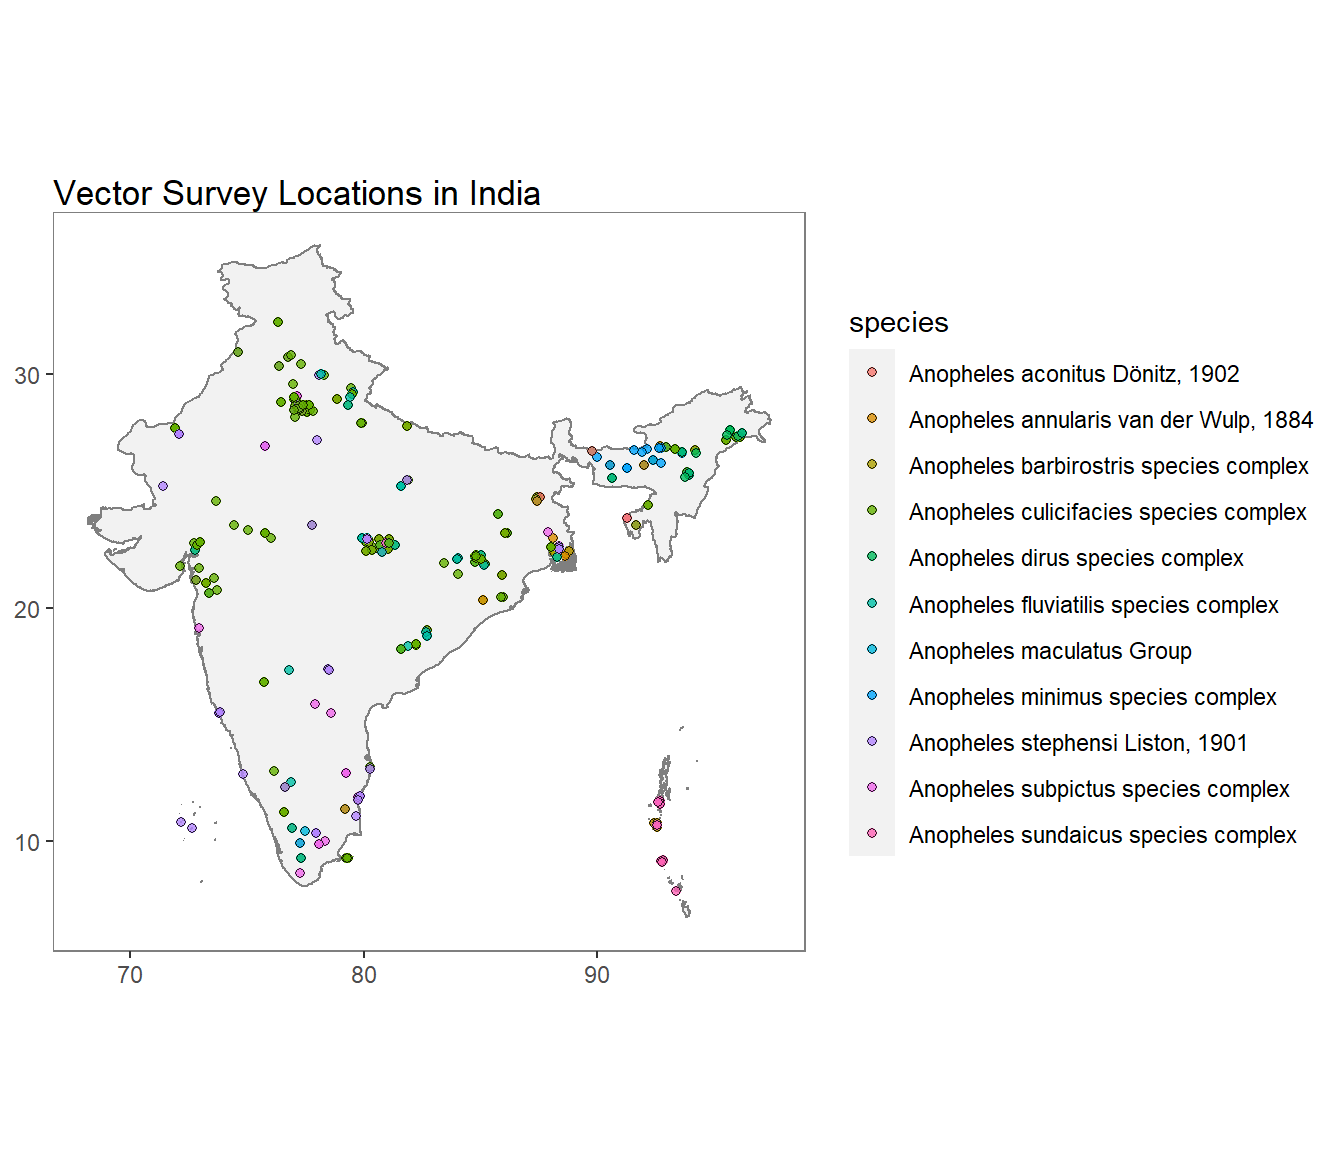 Vector Survey Locations in India
30
20
10
70
80
90
species
Anopheles aconitus Dönitz, 1902
Anopheles annularis van der Wulp, 1884
Anopheles barbirostris species complex
Anopheles culicifacies species complex
Anopheles dirus species complex
Anopheles fluviatilis species complex
Anopheles maculatus Group
Anopheles minimus species complex
Anopheles stephensi Liston, 1901
Anopheles subpictus species complex
Anopheles sundaicus species complex